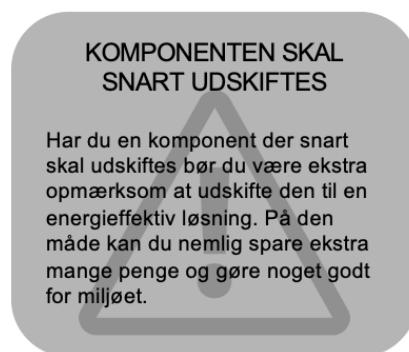 KOMPONENTEN SKAL
SNART UDSKIFTES
Har du en komponent der snart
skal udskiftes bør du være ekstra
opmærksom at udskifte den til en
energieffektiv løsning. På den
måde kan du nemlig spare ekstra
mange penge og gøre noget godt
for miljøet.